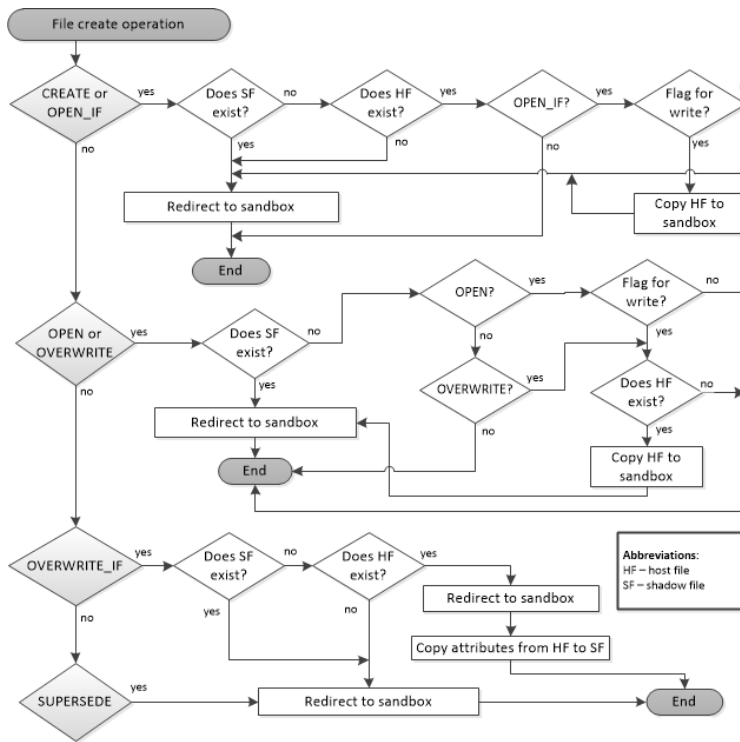 File create operation
CREATE or
OPEN_IF
yes
Does SF
exist?
no
Does HF
exist?
yes
OPEN_IF?
yes
Flag for
write?
no
yes
no
no
yes
Redirect to sandbox
Copy HF to
sandbox
End
OPEN or
OVERWRITE
yes
Does SF
exist?
no
OPEN?
yes
Flag for
write?
no
no
yes
OVERWRITE?
yes
Does HF
exist?
no
no
yes
no
yes
Redirect to sandbox
Copy HF to
sandbox
End
OVERWRITE_IF
yes
Does SF
exist?
no
Does HF
exist?
yes
Abbreviations:
HF – host file
SF – shadow file
no
yes
no
Redirect to sandbox
Copy attributes from HF to SF
SUPERSEDE
yes
Redirect to sandbox
End